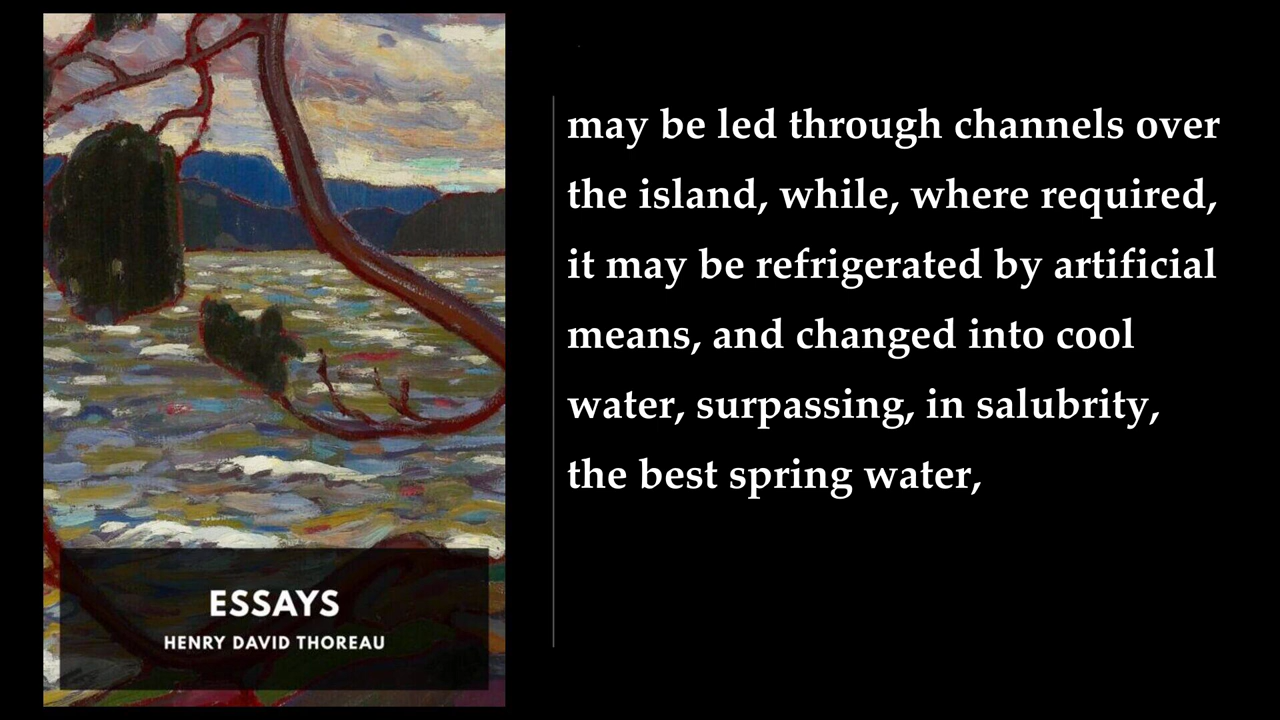 ESSAYS
HENRY DAVID THOREAU
may be led through channels over
the island, while, where required,
it may be refrigerated by artificial
means, and changed into cool
water, surpassing, in salubrity,
the best spring water,